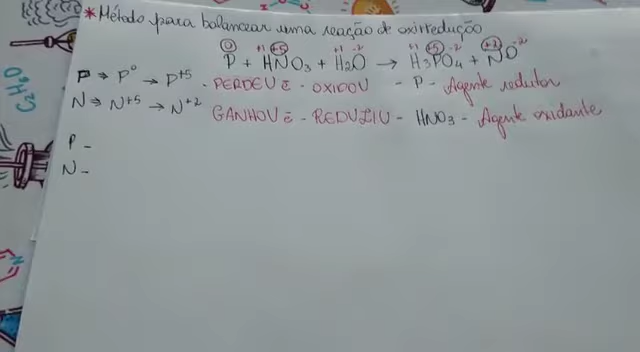 *Método para balancear uma reação de oxirredução
0 +1 +5 +1 -2 +1 +5 -2 +2 -2
P + HNO3 + H2O → H3PO4 + NO
P ⇒ P⁰ → P⁺⁵ - PERDEU ē - OXIDOU - P - Agente redutor
N ⇒ N⁺⁵ → N⁺² GANHOU ē - REDUZIU - HNO3 - Agente oxidante
P -
N -